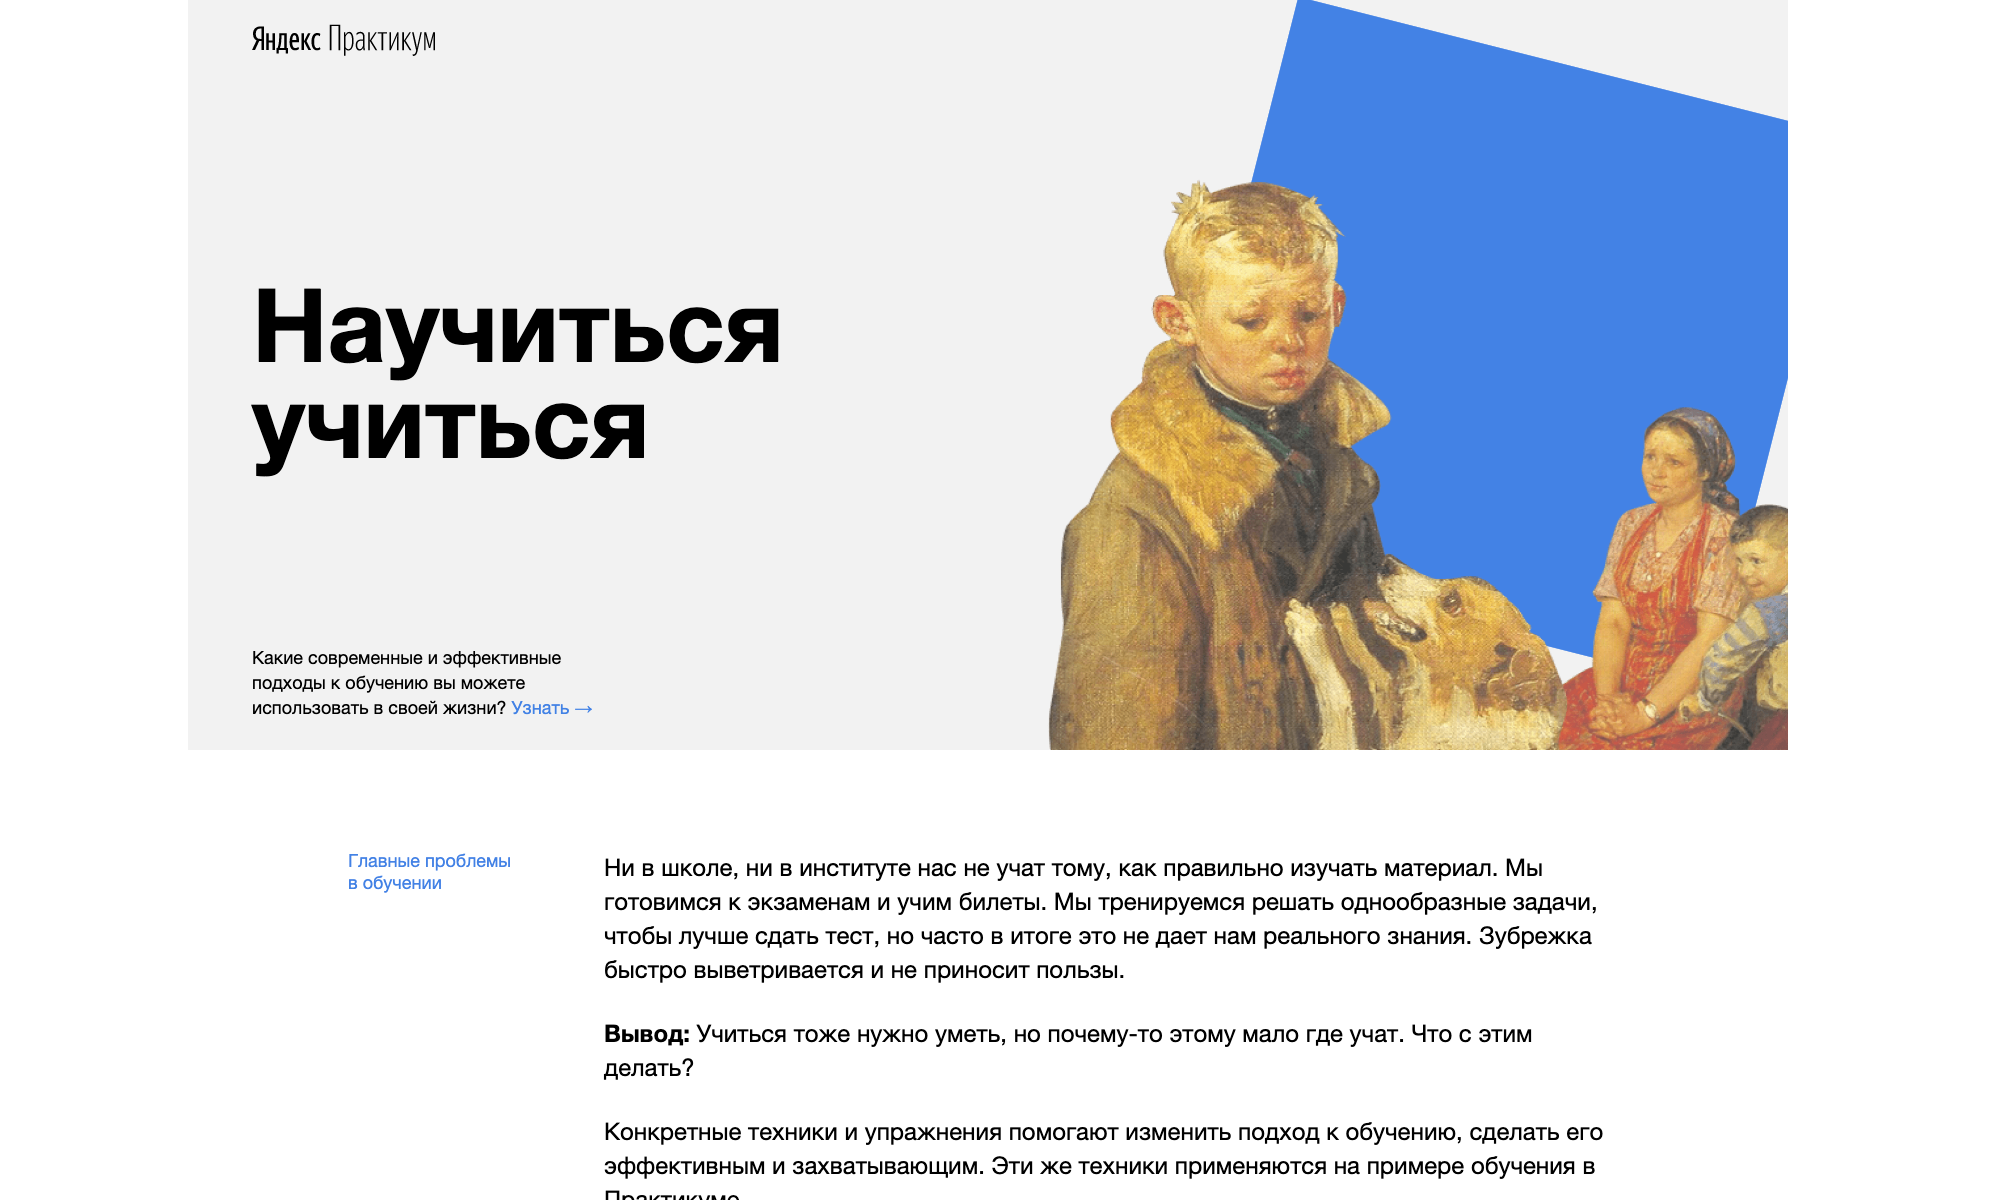 Яндекс Практикум
Научиться
учиться
Какие современные и эффективные
подходы к обучению вы можете
использовать в своей жизни? Узнать →
Главные проблемы
в обучении
Ни в школе, ни в институте нас не учат тому, как правильно изучать материал. Мы
готовимся к экзаменам и учим билеты. Мы тренируемся решать однообразные задачи,
чтобы лучше сдать тест, но часто в итоге это не дает нам реального знания. Зубрежка
быстро выветривается и не приносит пользы.
Вывод: Учиться тоже нужно уметь, но почему-то этому мало где учат. Что с этим
делать?
Конкретные техники и упражнения помогают изменить подход к обучению, сделать его
эффективным и захватывающим. Эти же техники применяются на примере обучения в
Практикуме